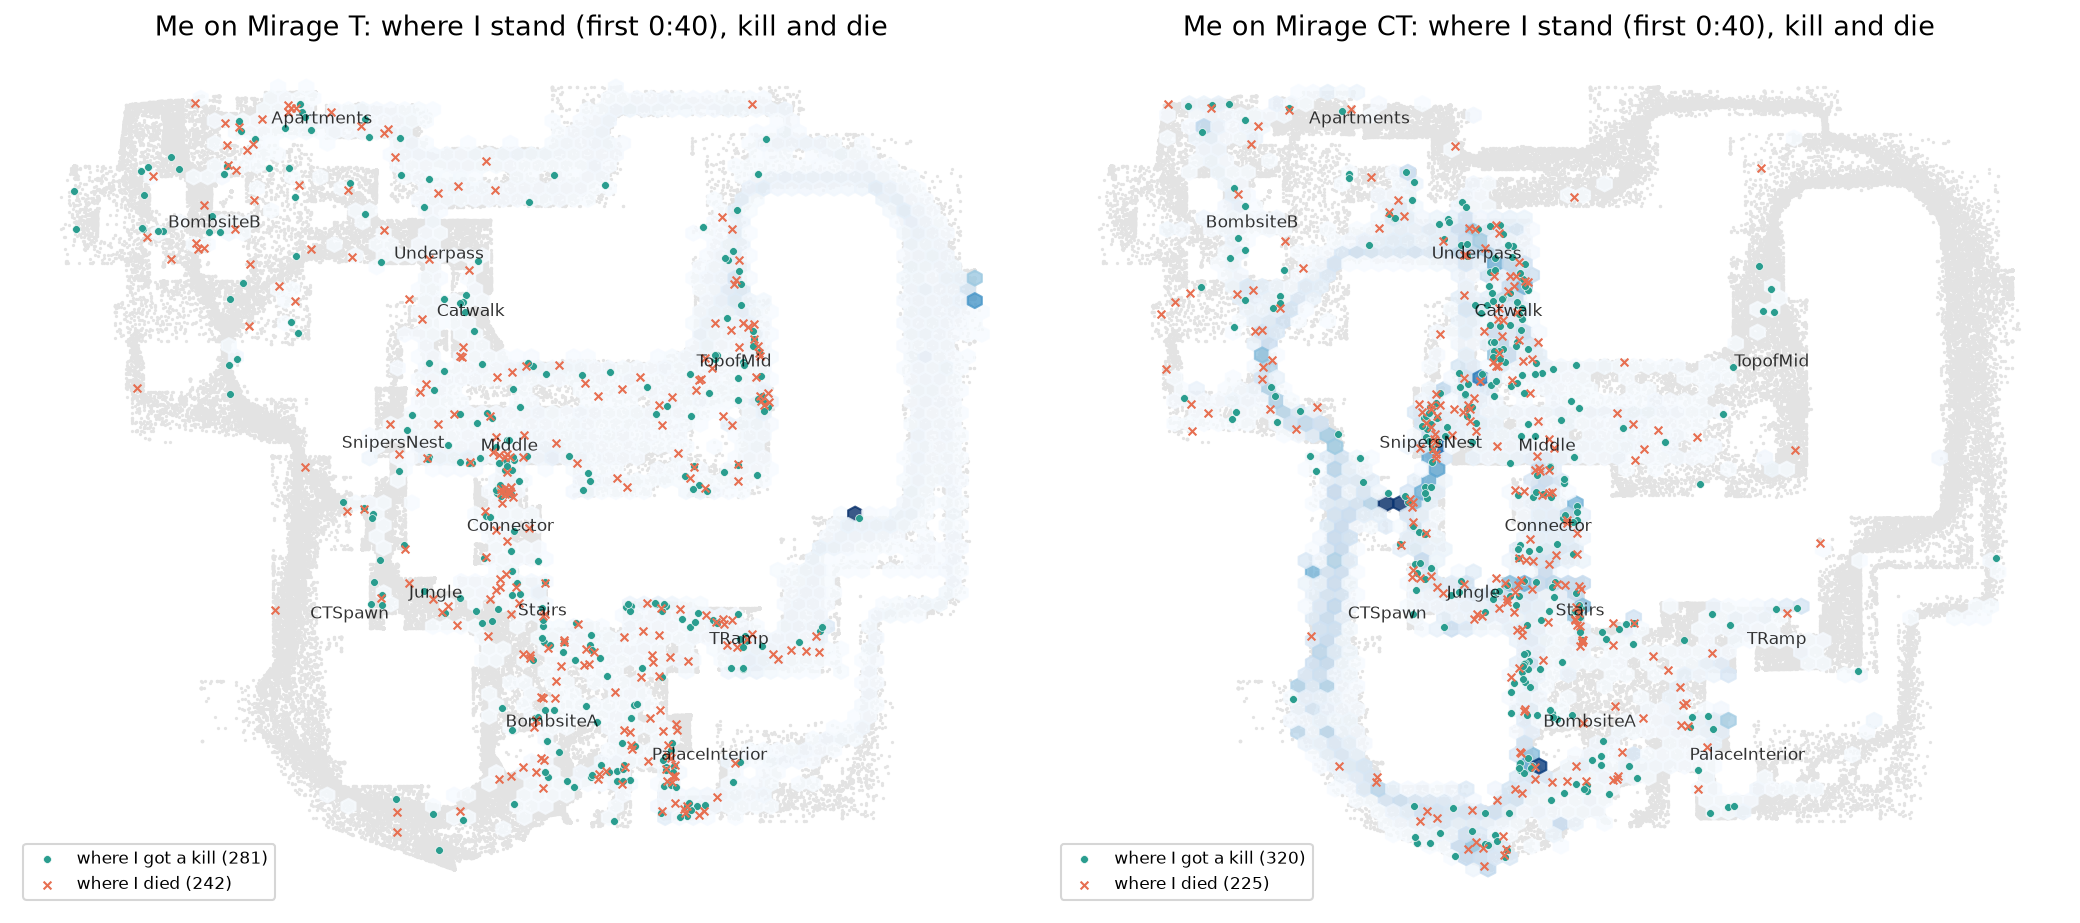 Me on Mirage T: where I stand (first 0:40), kill and die
Apartments
BombsiteB
Underpass
Catwalk
TopofMid
SnipersNest
Middle
Connector
Jungle
CTSpawn
Stairs
TRamp
BombsiteA
PalaceInterior
where I got a kill (281)
where I died (242)
Me on Mirage CT: where I stand (first 0:40), kill and die
Apartments
BombsiteB
Underpass
Catwalk
TopofMid
SnipersNest
Middle
Connector
Jungle
CTSpawn
Stairs
TRamp
BombsiteA
PalaceInterior
where I got a kill (320)
where I died (225)